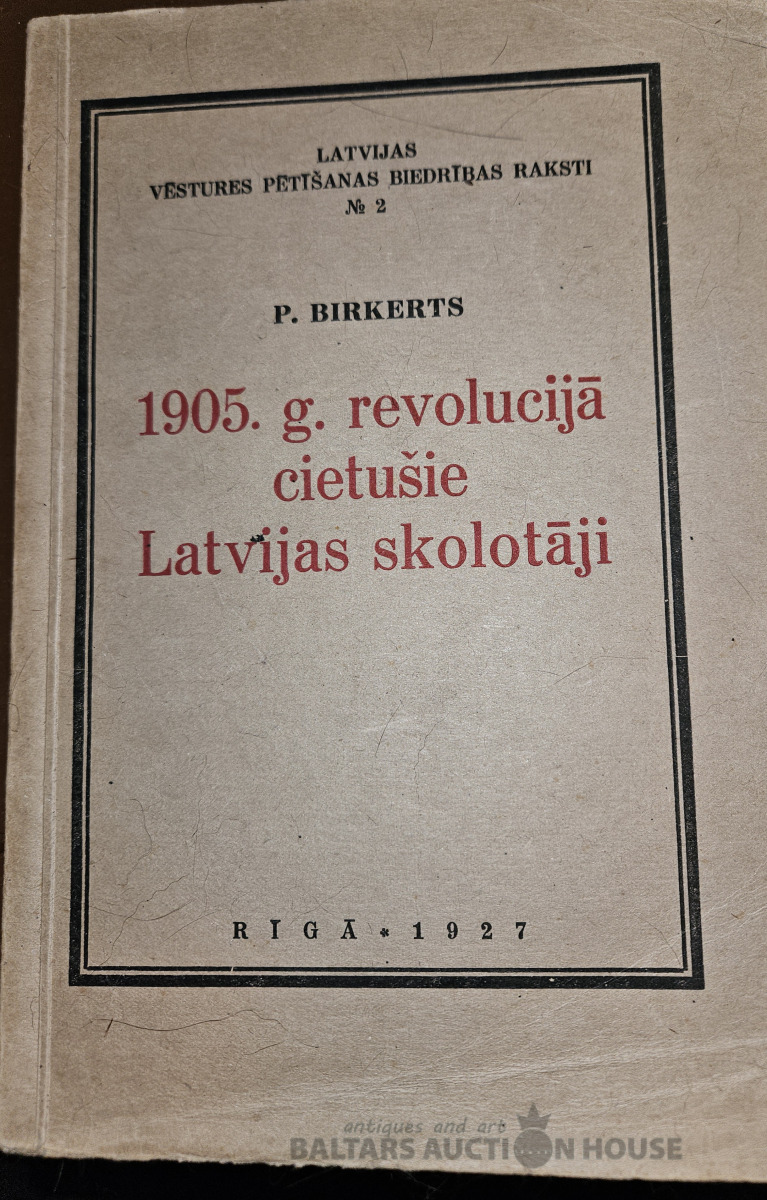 LATVIJAS
VĒSTURES PĒTĪŠANAS BIEDRĪBAS RAKSTI
№ 2
P. BIRKERTS
1905. g. revolucijā
cietušie
Latvijas skolotāji
RĪGĀ * 1927
antiques and art
BALTARS AUCTION HOUSE